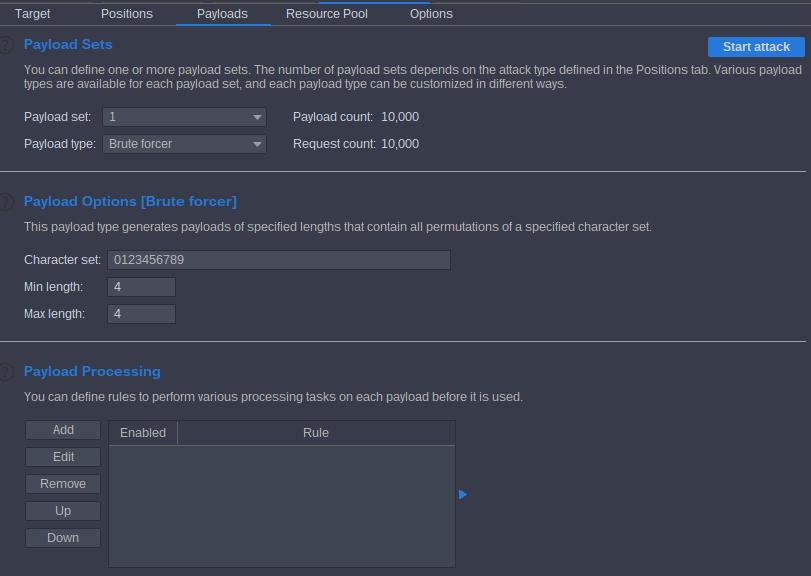 Target Positions Payloads Resource Pool Options
? Payload Sets Start attack
You can define one or more payload sets. The number of payload sets depends on the attack type defined in the Positions tab. Various payload
types are available for each payload set, and each payload type can be customized in different ways.
Payload set: 1 Payload count: 10,000
Payload type: Brute forcer Request count: 10,000
? Payload Options [Brute forcer]
This payload type generates payloads of specified lengths that contain all permutations of a specified character set.
Character set: 0123456789
Min length: 4
Max length: 4
? Payload Processing
You can define rules to perform various processing tasks on each payload before it is used.
Add Enabled Rule
Edit
Remove
Up
Down